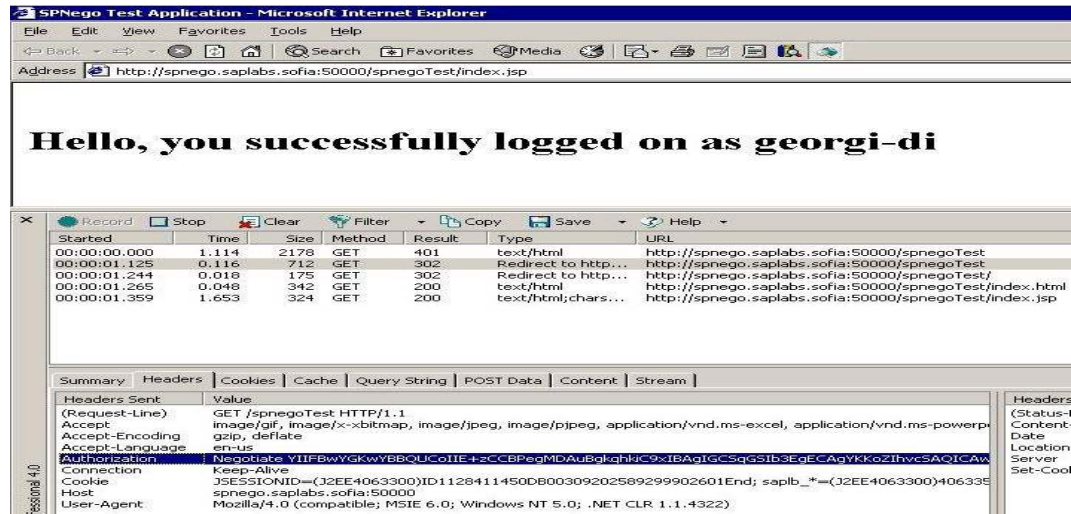 SPNego Test Application - Microsoft Internet Explorer
File Edit View Favorites Tools Help
Back Search Favorites Media
Address http://spnego.saplabs.sofia:50000/spnegoTest/index.jsp
Hello, you successfully logged on as georgi-di
Record Stop Clear Filter Copy Save Help
Started Time Size Method Result Type URL
00:00:00.000 1.114 2178 GET 401 text/html http://spnego.saplabs.sofia:50000/spnegoTest
00:00:01.125 0.116 712 GET 302 Redirect to http... http://spnego.saplabs.sofia:50000/spnegoTest
00:00:01.244 0.018 175 GET 302 Redirect to http... http://spnego.saplabs.sofia:50000/spnegoTest/
00:00:01.265 0.048 342 GET 200 text/html http://spnego.saplabs.sofia:50000/spnegoTest/index.html
00:00:01.359 1.653 324 GET 200 text/html;chars... http://spnego.saplabs.sofia:50000/spnegoTest/index.jsp
Summary Headers Cookies Cache Query String POST Data Content Stream
Headers Sent Value Headers
(Request-Line) GET /spnegoTest HTTP/1.1 (Status-
Accept image/gif, image/x-xbitmap, image/jpeg, image/pjpeg, application/vnd.ms-excel, application/vnd.ms-powerp Content-
Accept-Encoding gzip, deflate Date
Accept-Language en-us Location
Authorization Negotiate Server
Connection Keep-Alive Set-Cool
Cookie JSESSIONID=(J2EE4063300)ID1128411450DB00309202589299902601End; saplb_*=(J2EE4063300)406335
Host spnego.saplabs.sofia:50000
User-Agent Mozilla/4.0 (compatible; MSIE 6.0; Windows NT 5.0; .NET CLR 1.1.4322)
essional 4.0